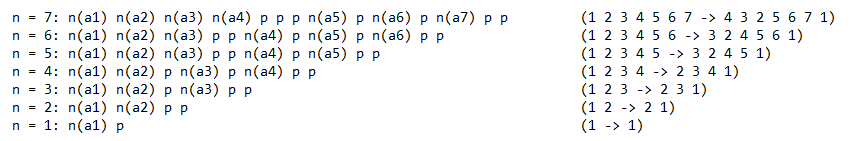 n = 7: n(a1) n(a2) n(a3) n(a4) p p p n(a5) p n(a6) p n(a7) p p (1 2 3 4 5 6 7 -> 4 3 2 5 6 7 1)
n = 6: n(a1) n(a2) n(a3) p p n(a4) p n(a5) p n(a6) p p (1 2 3 4 5 6 -> 3 2 4 5 6 1)
n = 5: n(a1) n(a2) n(a3) p p n(a4) p n(a5) p p (1 2 3 4 5 -> 3 2 4 5 1)
n = 4: n(a1) n(a2) p n(a3) p n(a4) p p (1 2 3 4 -> 2 3 4 1)
n = 3: n(a1) n(a2) p n(a3) p p (1 2 3 -> 2 3 1)
n = 2: n(a1) n(a2) p p (1 2 -> 2 1)
n = 1: n(a1) p (1 -> 1)